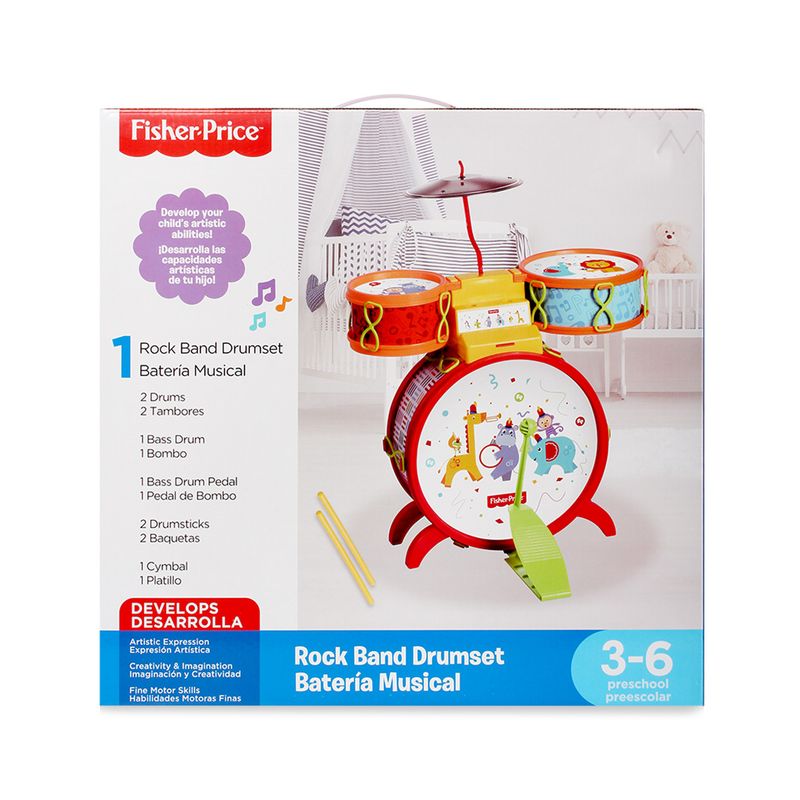 Fisher-Price
Develop your
child's artistic
abilities!
¡Desarrolla las
capacidades
artísticas
de tu hijo!
1 Rock Band Drumset
Batería Musical
2 Drums
2 Tambores
1 Bass Drum
1 Bombo
1 Bass Drum Pedal
1 Pedal de Bombo
2 Drumsticks
2 Baquetas
1 Cymbal
1 Platillo
Fisher-Price
DEVELOPS
DESARROLLA
Artistic Expression
Expresión Artística
Creativity & Imagination
Imaginación y Creatividad
Fine Motor Skills
Habilidades Motoras Finas
Rock Band Drumset
Batería Musical
3-6
preschool
preescolar